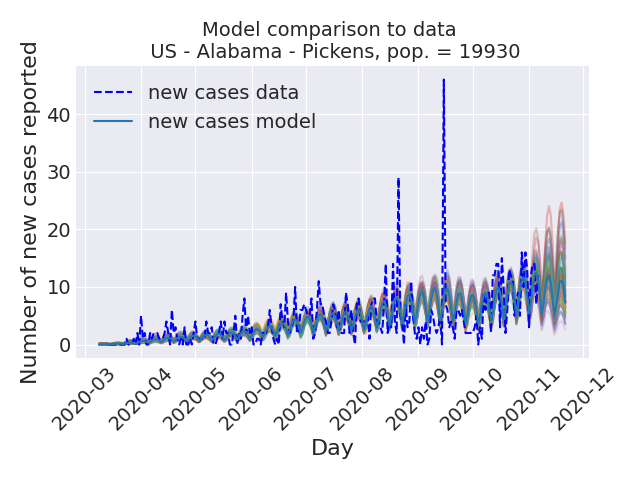 Model comparison to data
US - Alabama - Pickens, pop. = 19930
Number of new cases reported
40
30
20
10
0
new cases data
new cases model
2020-03
2020-04
2020-05
2020-06
2020-07
2020-08
2020-09
2020-10
2020-11
2020-12
Day